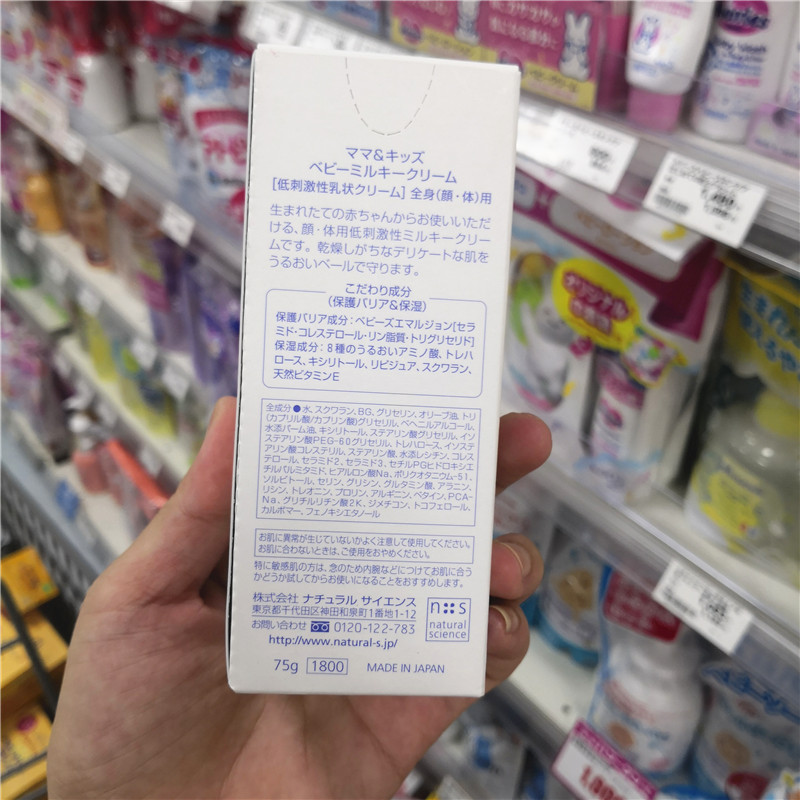 ママ&キッズ
ベビーミルキークリーム
[低刺激性乳状クリーム] 全身(顔・体)用
生まれたての赤ちゃんからお使いいただ
ける、顔・体用低刺激性ミルキークリー
ムです。乾燥しがちなデリケートな肌を
うるおいベールで守ります。
こだわり成分
(保護バリア&保湿)
保護バリア成分：ベビーズエマルジョン[セラ
ミド・コレステロール・リン脂質・トリグリセリド]
保湿成分：8種のうるおいアミノ酸、トレハ
ロース、キシリトール、リピジュア、スクワラン、
天然ビタミンE
全成分●水、スクワラン、BG、グリセリン、オリーブ油、トリ
(カプリル酸/カプリン酸)グリセリル、ベヘニルアルコール、
水添パーム油、キシリトール、ステアリン酸グリセリル、イソ
ステアリン酸PEG-60グリセリル、トレハロース、イソステ
アリン酸コレステリル、ステアリン酸、水添レシチン、コレス
テロール、セラミド2、セラミド3、セチルPGヒドロキシエ
チルパルミタミド、ヒアルロン酸Na、ポリクオタニウム-51、
ソルビトール、セリン、グリシン、グルタミン酸、アラニン、
リシン、トレオニン、プロリン、アルギニン、ベタイン、PCA-
Na、グリチルリチン酸2K、ジメチコン、トコフェロール、
カルボマー、フェノキシエタノール
お肌に異常が生じていないかよく注意して使用してください。
お肌に合わないときは、ご使用をおやめください。
特に敏感肌の方は、念のため内腕などにつけてお肌に合う
かどうか試してからお使いになることをおすすめします。
株式会社 ナチュラル サイエンス
東京都千代田区神田和泉町1番地1-12
お問い合わせ 0120-122-783
http://www.natural-s.jp/
n::s
natural
science
75g 1800 MADE IN JAPAN
オリジナル